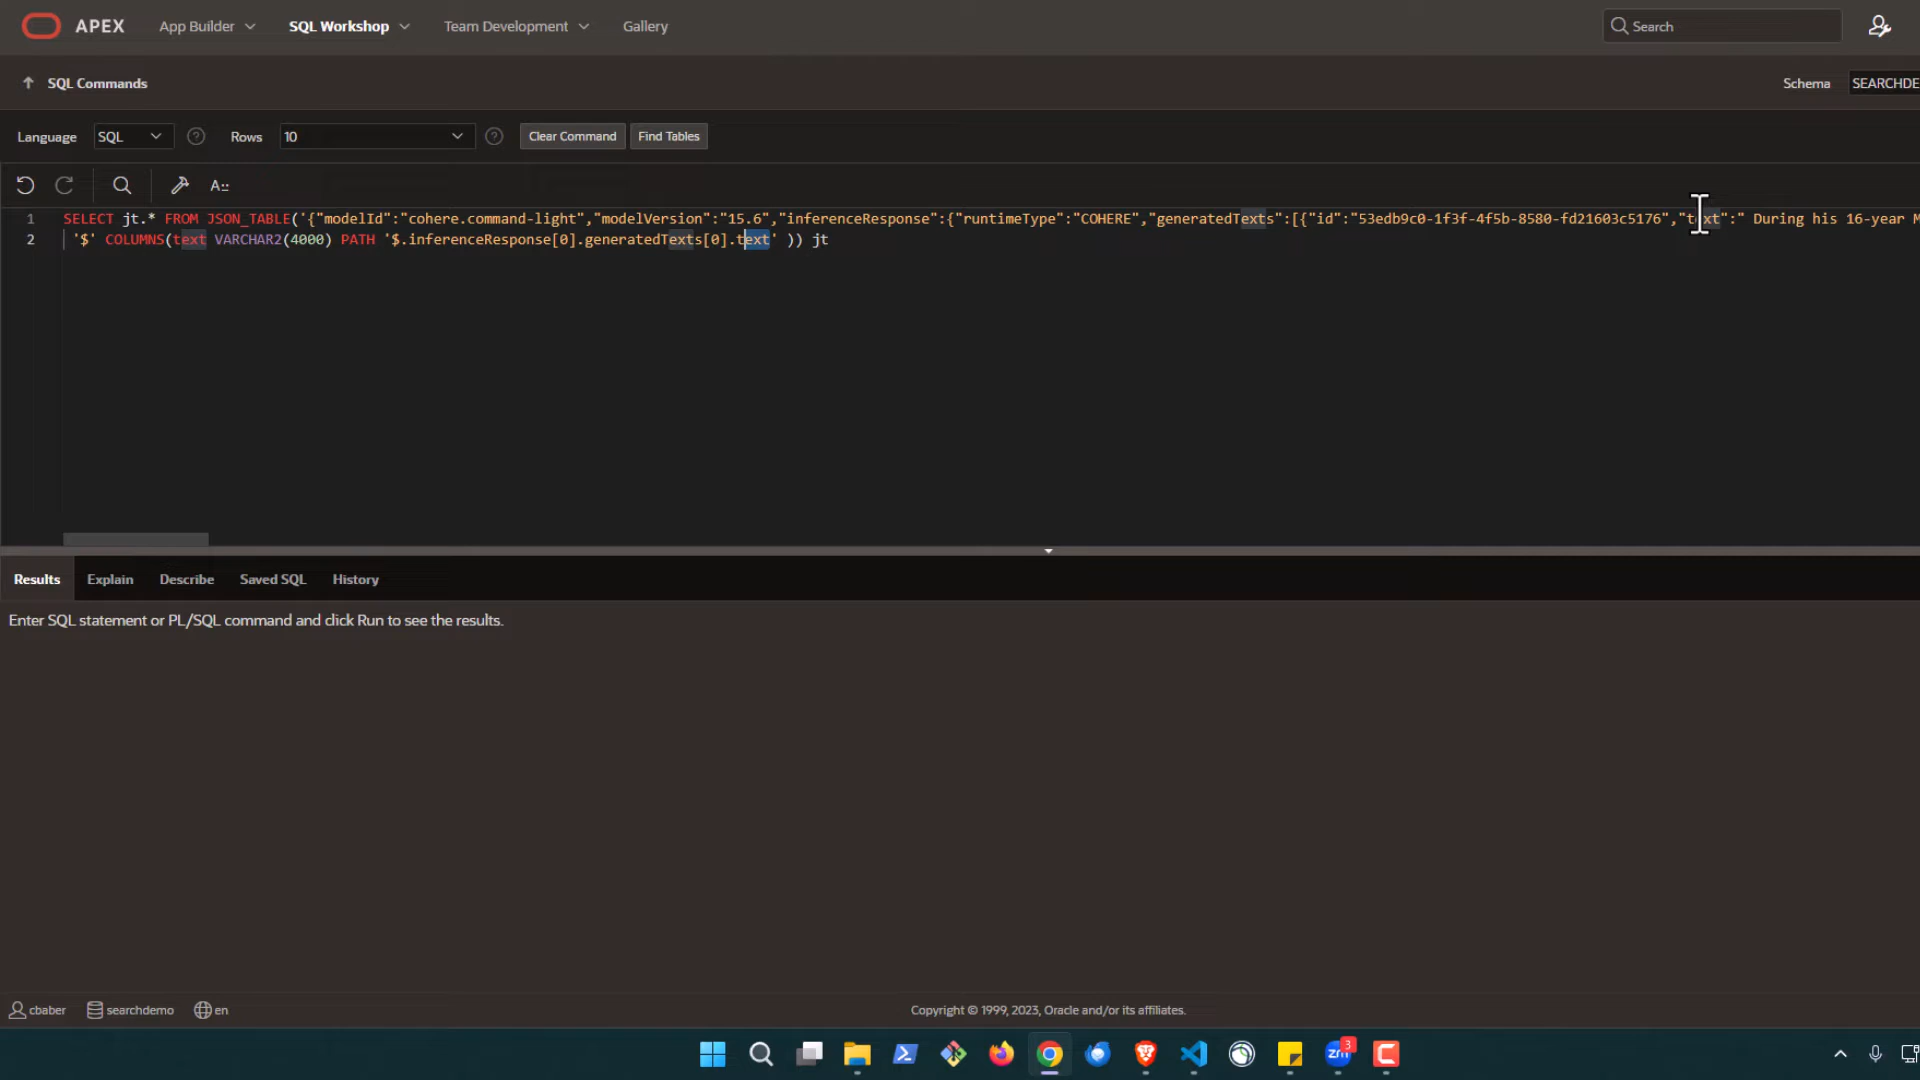 APEX
App Builder
SQL Workshop
Team Development
Gallery
Search
SQL Commands
Schema
SEARCHDE
Language
SQL
Rows
10
Clear Command
Find Tables
A::
1 SELECT jt.* FROM JSON_TABLE('{"modelId":"cohere.command-light","modelVersion":"15.6","inferenceResponse":{"runtimeType":"COHERE","generatedTexts":[{"id":"53edb9c0-1f3f-4f5b-8580-fd21603c5176","text":" During his 16-year M
2 '$' COLUMNS(text VARCHAR2(4000) PATH '$.inferenceResponse[0].generatedTexts[0].text' )) jt
Results
Explain
Describe
Saved SQL
History
Enter SQL statement or PL/SQL command and click Run to see the results.
cbaber
searchdemo
en
Copyright © 1999, 2023, Oracle and/or its affiliates.
zm
3